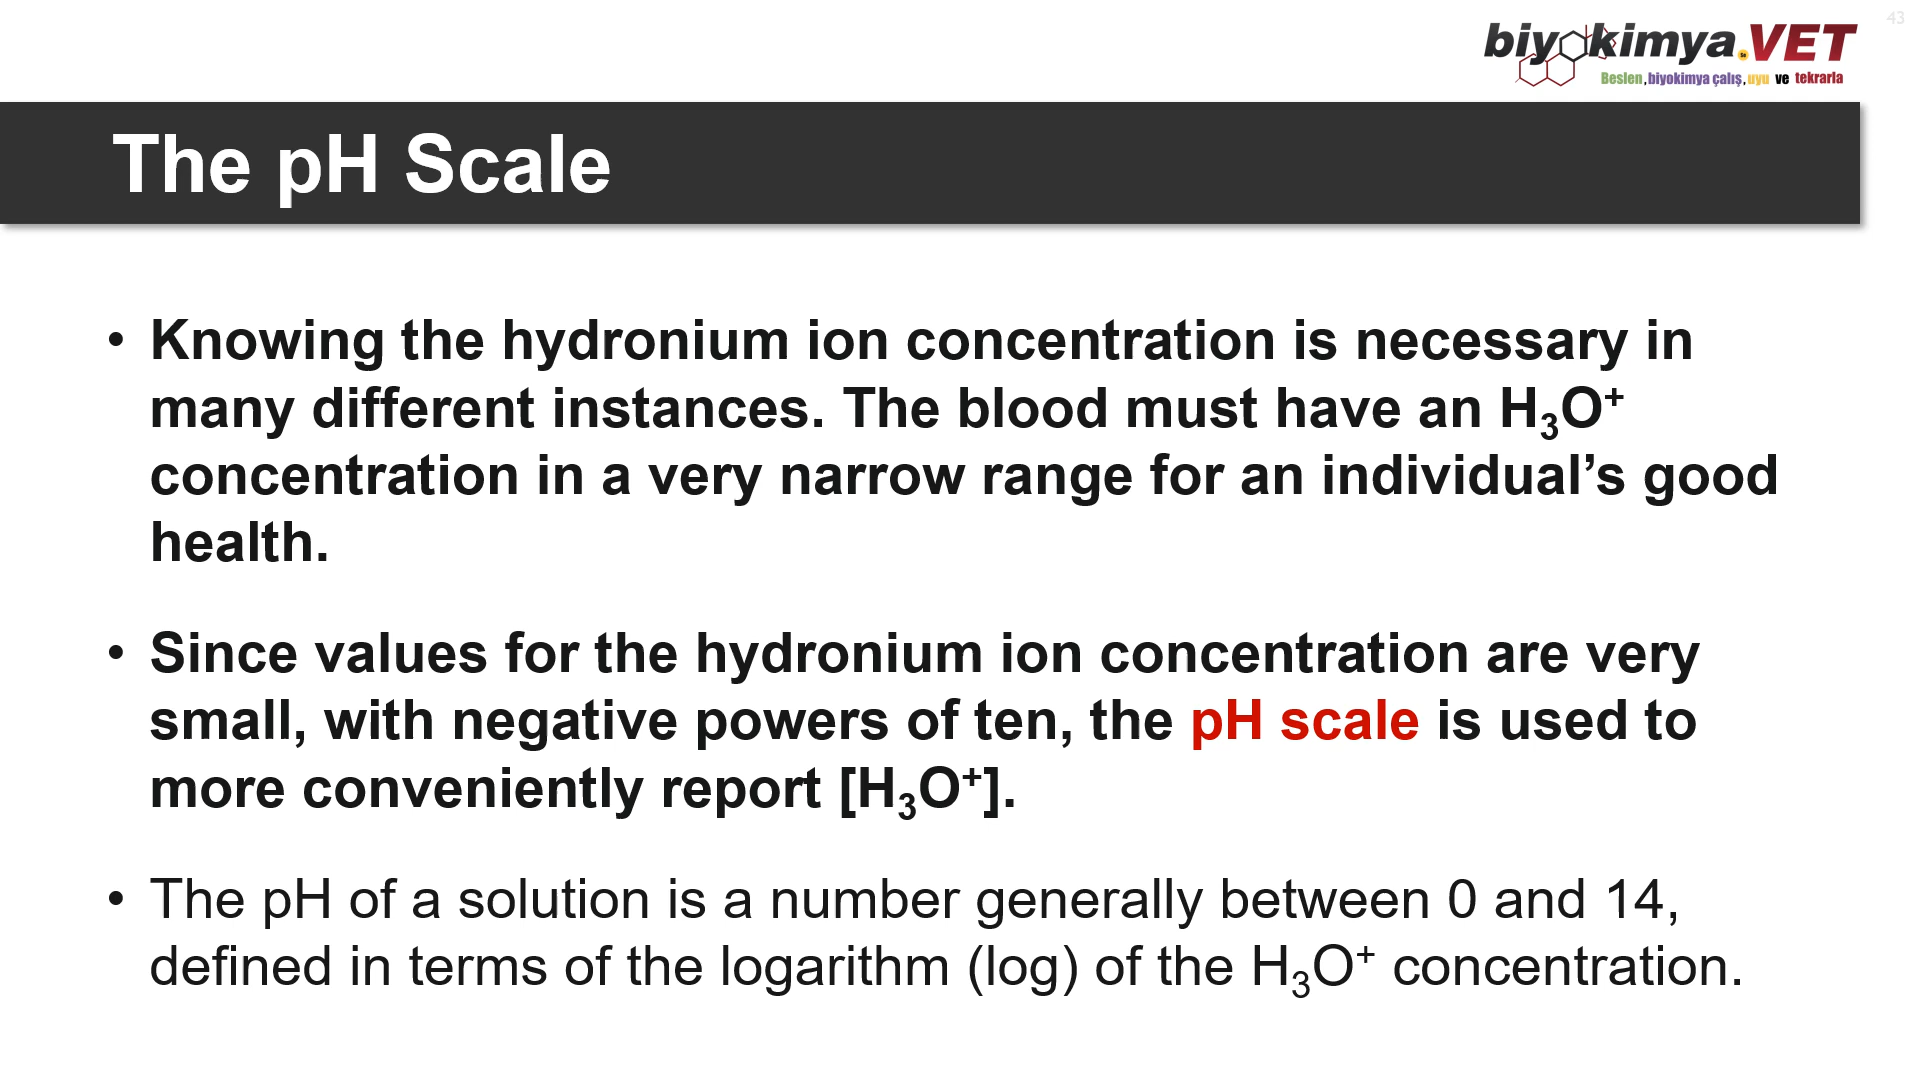 43
biyokimya.VET
Beslen, biyokimya çalış, uyu ve tekrarla
The pH Scale
• Knowing the hydronium ion concentration is necessary in
many different instances. The blood must have an H₃O⁺
concentration in a very narrow range for an individual’s good
health.
• Since values for the hydronium ion concentration are very
small, with negative powers of ten, the pH scale is used to
more conveniently report [H₃O⁺].
• The pH of a solution is a number generally between 0 and 14,
defined in terms of the logarithm (log) of the H₃O⁺ concentration.